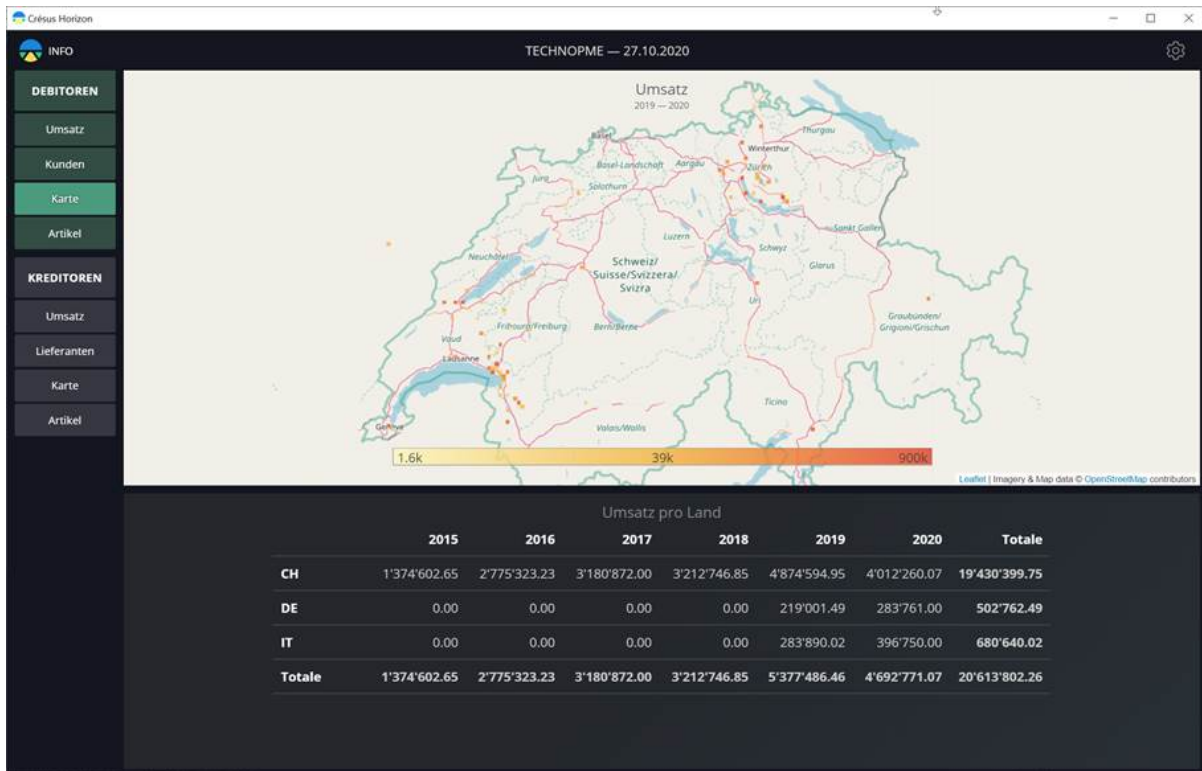 Crésus Horizon
INFO
TECHNOPME — 27.10.2020
DEBITOREN
Umsatz
Kunden
Karte
Artikel
KREDITOREN
Umsatz
Lieferanten
Karte
Artikel
Umsatz
2019 — 2020
Basel
Thurgau
Winterthur
Basel-Landschaft
Aargau
Zürich
Jura
Solothurn
Sankt Gallen
Luzern
Schwyz
Neuchâtel
Schweiz/
Suisse/Svizzera/
Svizra
Glarus
Uri
Graubünden/
Grigioni/Grischun
Fribourg/Freiburg
Bern/Berne
Vaud
Lausanne
Ticino
Genève
Valais/Wallis
1.6k 39k 900k
Leaflet | Imagery & Map data © OpenStreetMap contributors
Umsatz pro Land
2015 2016 2017 2018 2019 2020 Totale
CH 1'374'602.65 2'775'323.23 3'180'872.00 3'212'746.85 4'874'594.95 4'012'260.07 19'430'399.75
DE 0.00 0.00 0.00 0.00 219'001.49 283'761.00 502'762.49
IT 0.00 0.00 0.00 0.00 283'890.02 396'750.00 680'640.02
Totale 1'374'602.65 2'775'323.23 3'180'872.00 3'212'746.85 5'377'486.46 4'692'771.07 20'613'802.26